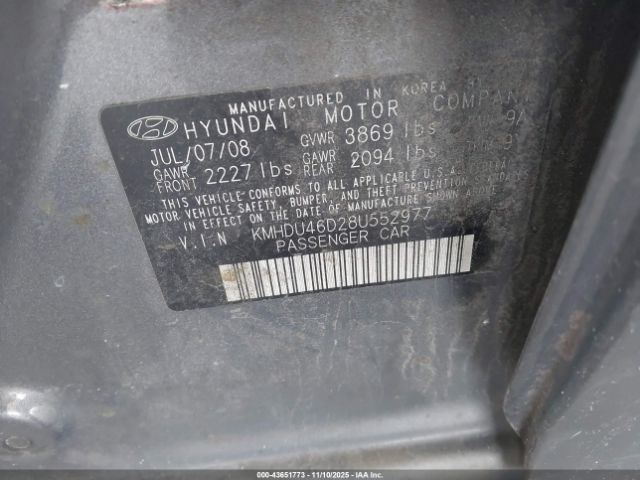 MANUFACTURED IN KOREA BY
HYUNDAI MOTOR COMPANY
JUL/07/08 GVWR 3869 lbs
GAWR FRONT 2227 lbs GAWR REAR 2094 lbs
THIS VEHICLE CONFORMS TO ALL APPLICABLE U.S.A. FEDERAL
MOTOR VEHICLE SAFETY, BUMPER, AND THEFT PREVENTION STANDARDS
IN EFFECT ON THE DATE OF MANUFACTURE SHOWN ABOVE.
V.I.N KMHDU46D28U552977
PASSENGER CAR
000-43651773 — 11/10/2025 — IAAI.COM